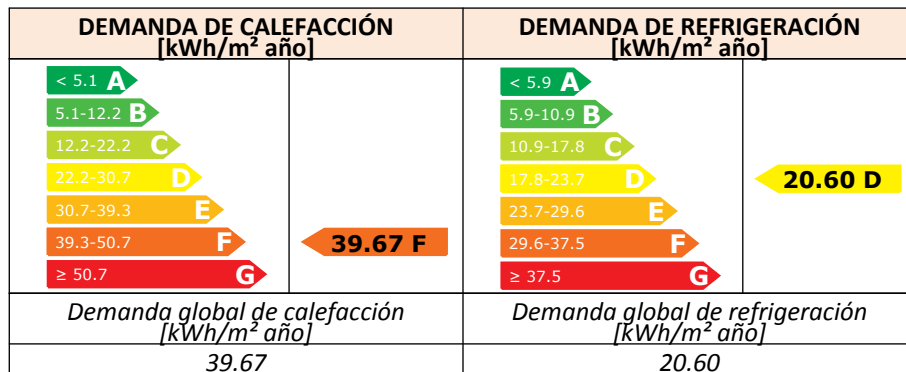 DEMANDA DE CALEFACCIÓN
[kWh/m² año]
DEMANDA DE REFRIGERACIÓN
[kWh/m² año]
< 5.1 A
5.1-12.2 B
12.2-22.2 C
22.2-30.7 D
30.7-39.3 E
39.3-50.7 F
≥ 50.7 G
39.67 F
< 5.9 A
5.9-10.9 B
10.9-17.8 C
17.8-23.7 D
23.7-29.6 E
29.6-37.5 F
≥ 37.5 G
20.60 D
Demanda global de calefacción
[kWh/m² año]
Demanda global de refrigeración
[kWh/m² año]
39.67
20.60